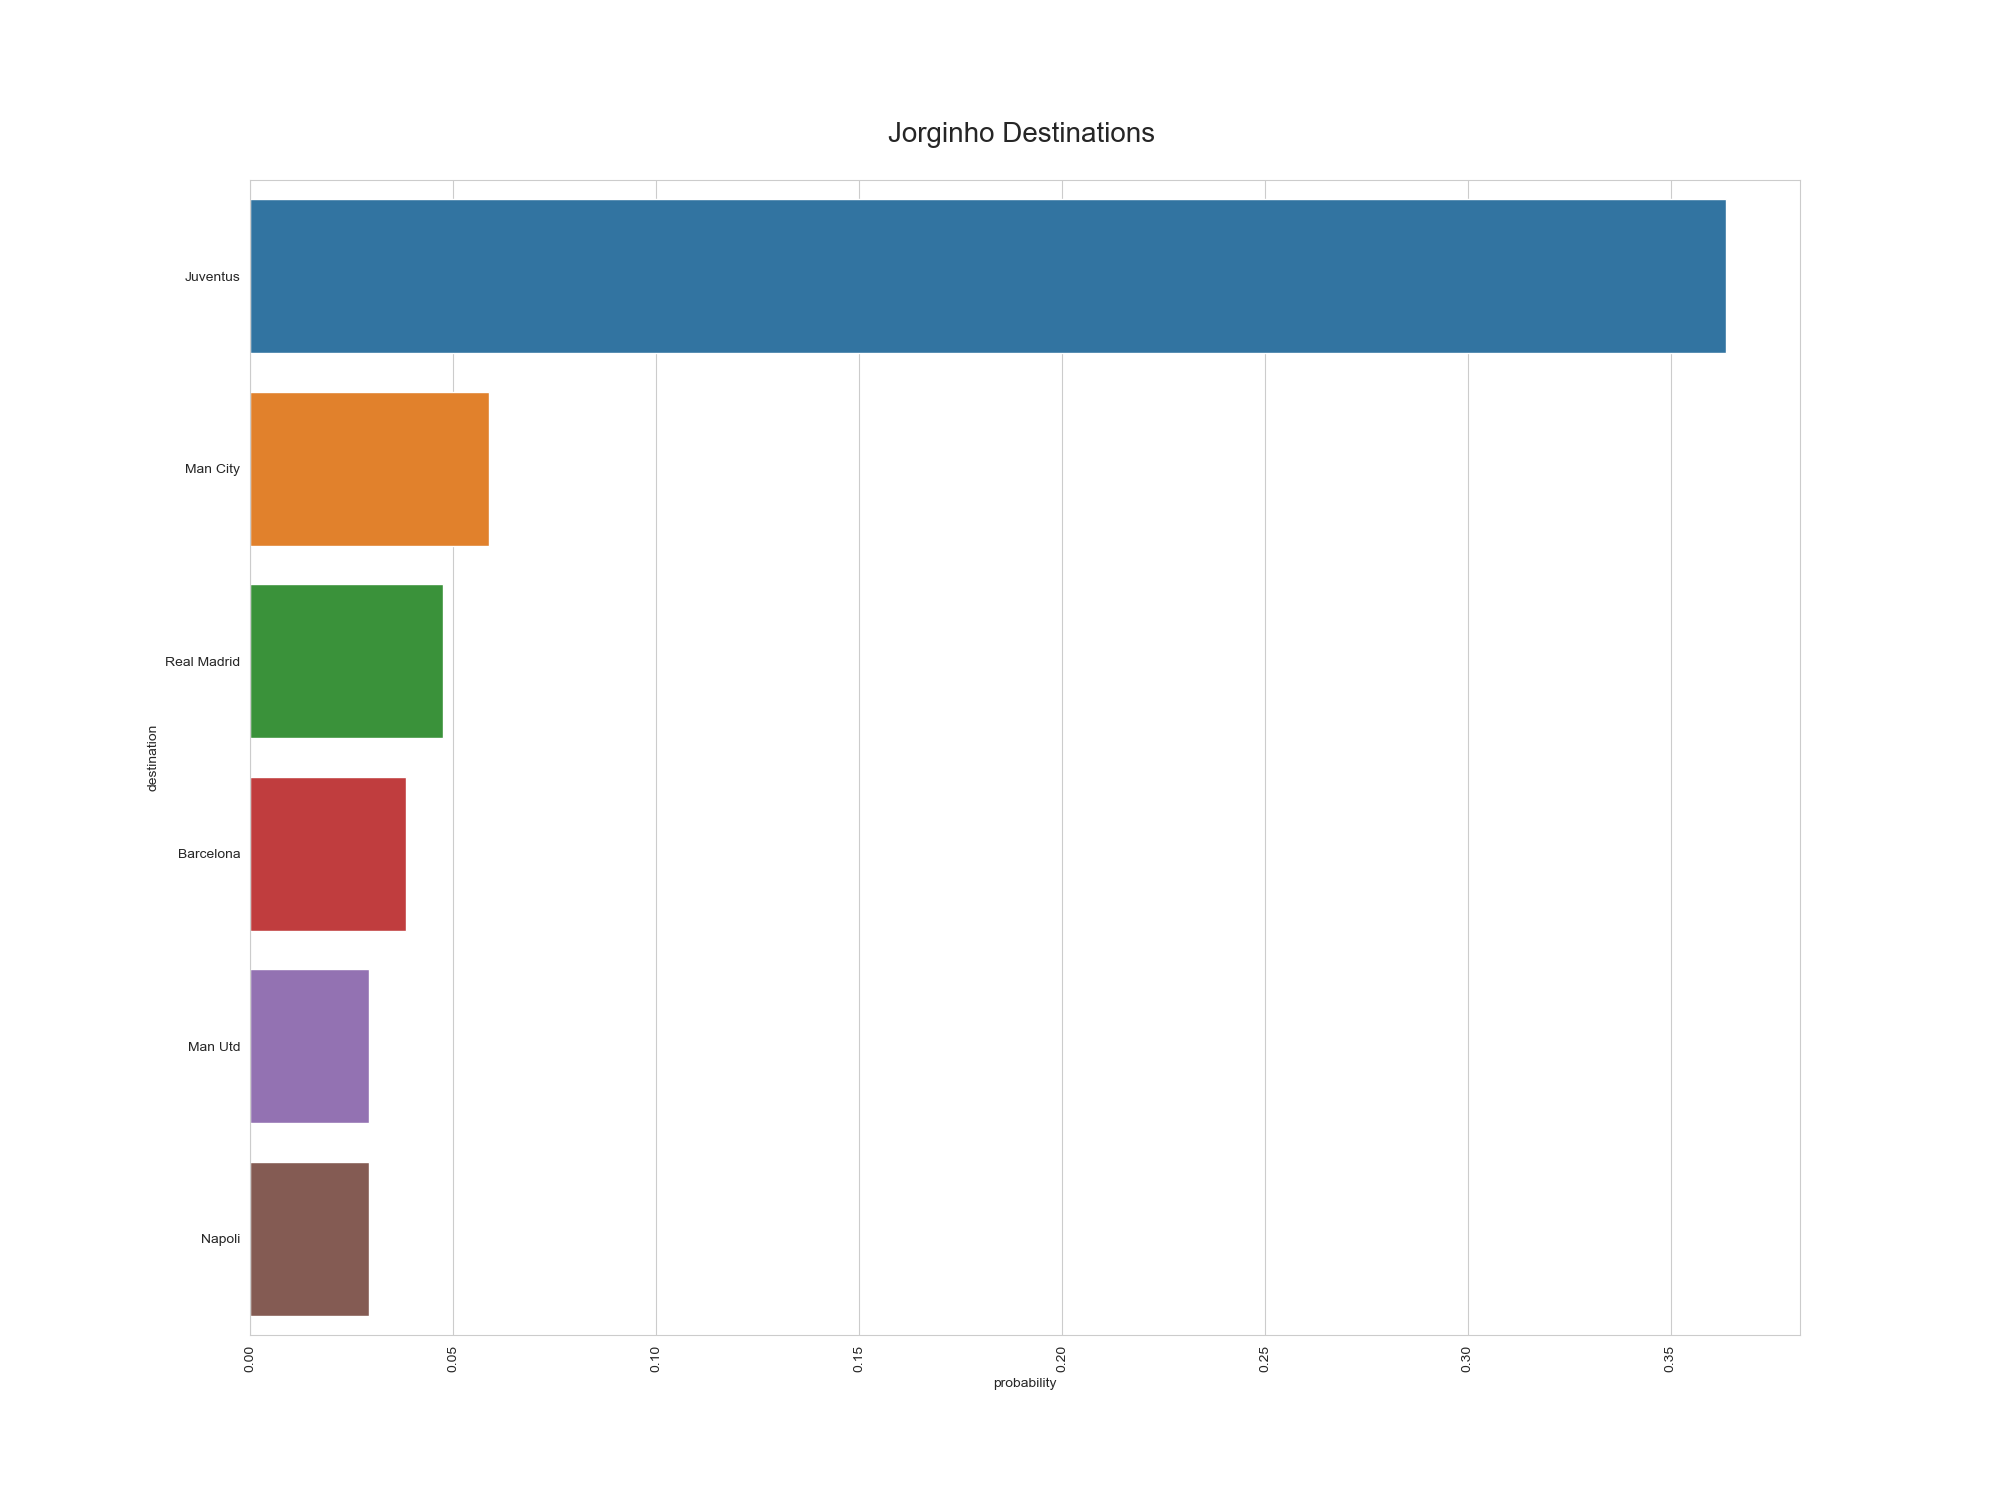 Jorginho Destinations
Juventus
Man City
Real Madrid
Barcelona
Man Utd
Napoli
destination
0.00 0.05 0.10 0.15 0.20 0.25 0.30 0.35
probability